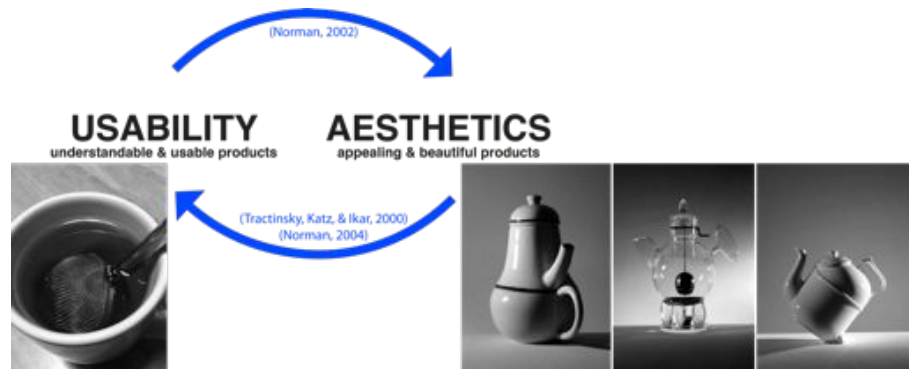 (Norman, 2002)
USABILITY
understandable & usable products
AESTHETICS
appealing & beautiful products
(Tractinsky, Katz, & Ikar, 2000)
(Norman, 2004)